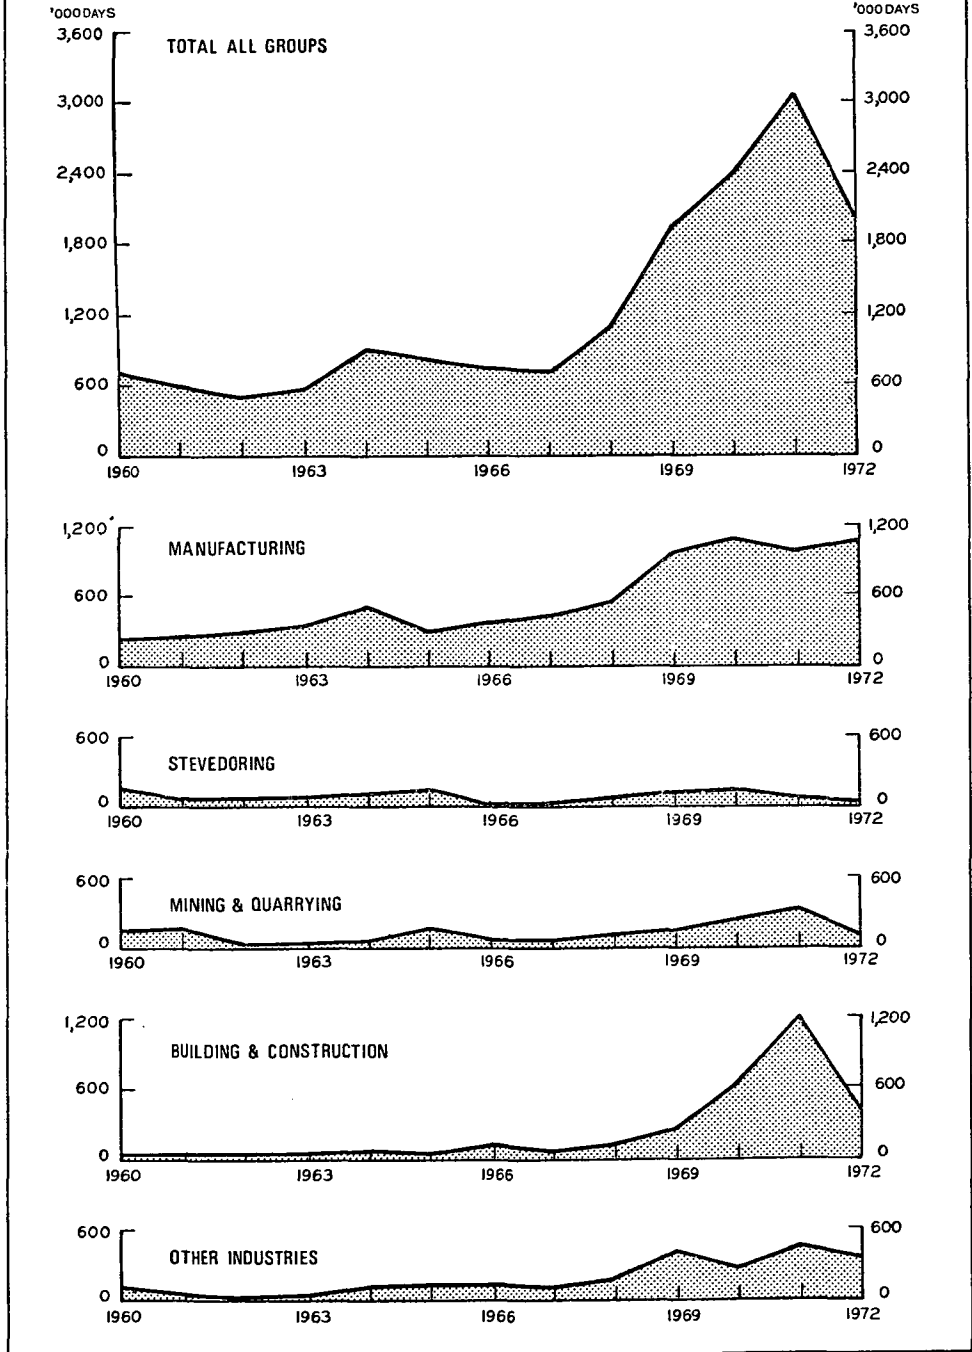 '000 DAYS '000 DAYS
3,600 TOTAL ALL GROUPS 3,600
3,000 3,000
2,400 2,400
1,800 1,800
1,200 1,200
600 600
0 0
1960 1963 1966 1969 1972
1,200 1,200
MANUFACTURING
600 600
0 0
1960 1963 1966 1969 1972
600 600
STEVEDORING
0 0
1960 1963 1966 1969 1972
600 600
MINING & QUARRYING
0 0
1960 1963 1966 1969 1972
1,200 1,200
BUILDING & CONSTRUCTION
600 600
0 0
1960 1963 1966 1969 1972
600 600
OTHER INDUSTRIES
0 0
1960 1963 1966 1969 1972